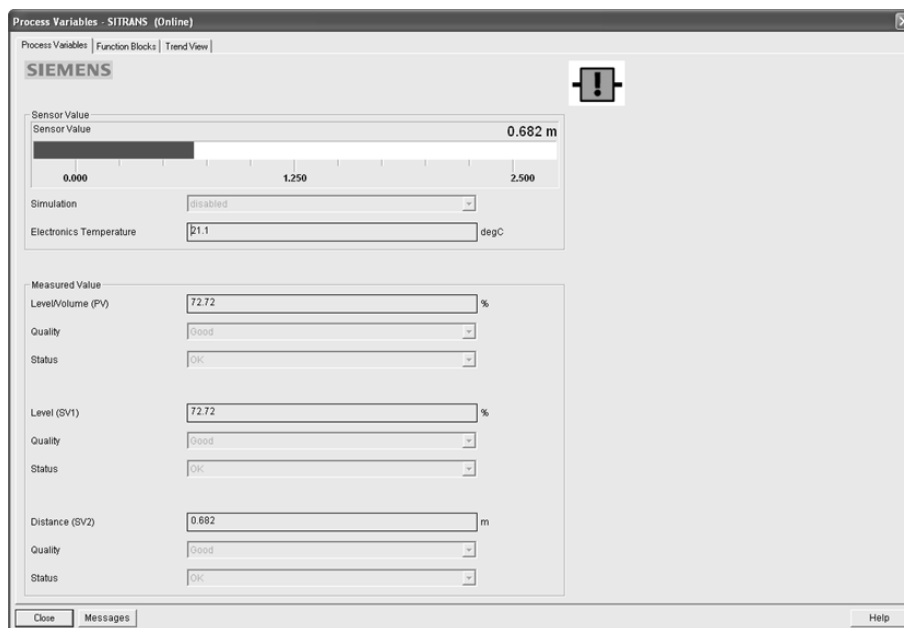 Process Variables - SITRANS (Online)
Process Variables Function Blocks Trend View
SIEMENS
Sensor Value
Sensor Value 0.682 m
0.000 1.250 2.500
Simulation disabled
Electronics Temperature 21.1 degC
Measured Value
Level/Volume (PV) 72.72 %
Quality Good
Status OK
Level (SV1) 72.72 %
Quality Good
Status OK
Distance (SV2) 0.682 m
Quality Good
Status OK
Close Messages Help